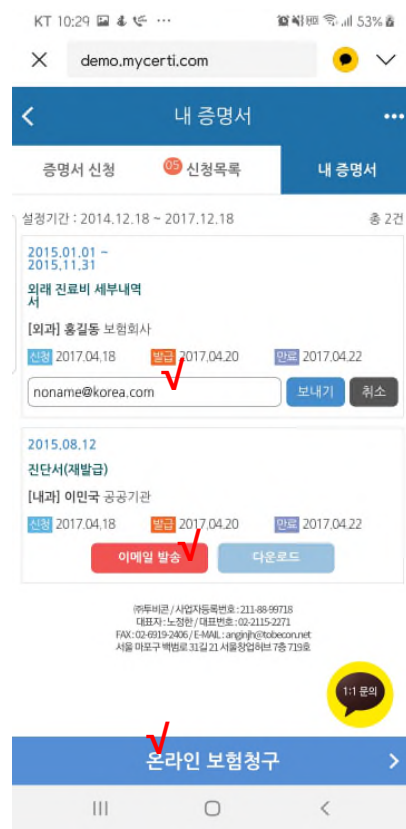 KT 10:29 53%
demo.mycerti.com
내 증명서
증명서 신청 05 신청목록 내 증명서
설정기간 : 2014.12.18 ~ 2017.12.18 총 2건
2015.01.01 ~
2015.11.31
외래 진료비 세부내역
서
[외과] 홍길동 보험회사
신청 2017.04.18 발급 2017.04.20 만료 2017.04.22
noname@korea.com 보내기 취소
2015.08.12
진단서(재발급)
[내과] 이민국 공공기관
신청 2017.04.18 발급 2017.04.20 만료 2017.04.22
이메일 발송 다운로드
㈜투비콘 / 사업자등록번호 : 211-88-99718
대표자 : 노정한 / 대표번호 : 02-2115-2271
FAX : 02-6919-2406 / E-MAIL : anginjh@tobecon.net
서울 마포구 백범로 31길 21 서울창업허브 7층 719호
1:1 문의
온라인 보험청구